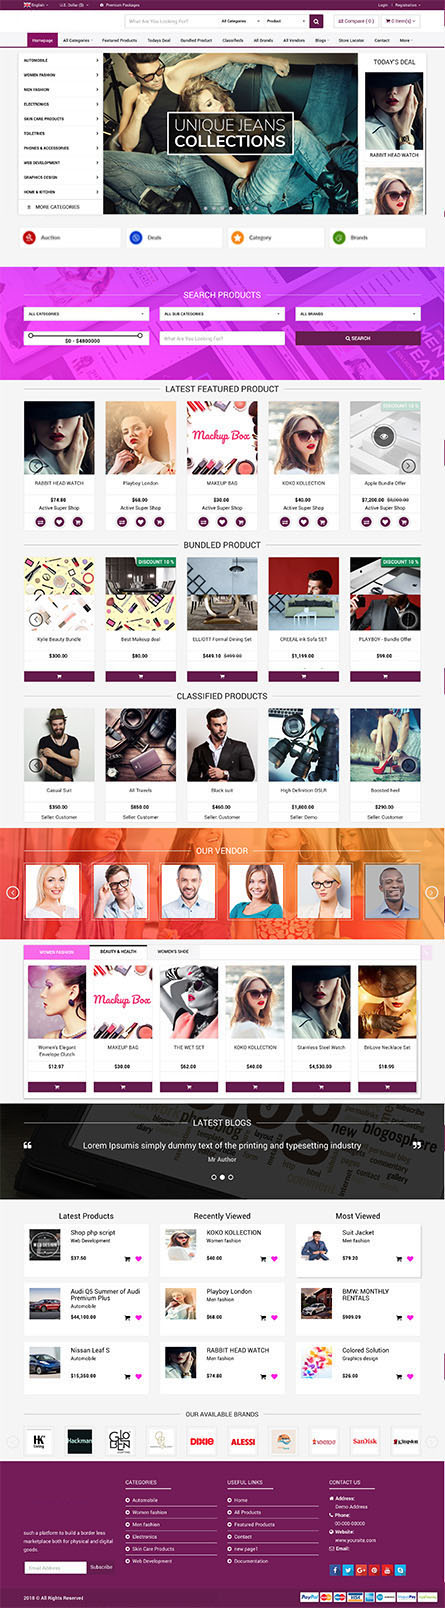 English U.S. Dollar ($) Premium Packages Login Registration
What Are You Looking For? All Categories Product Compare ( 0 ) 0 Item(s)
Homepage All Categories Featured Products Todays Deal Bundled Product Classifieds All Brands All Vendors Blogs Store Locator Contact More
AUTOMOBILE
WOMEN FASHION
MEN FASHION
ELECTRONICS
SKIN CARE PRODUCTS
TOILETRIES
PHONES & ACCESSORIES
WEB DEVELOPMENT
GRAPHICS DESIGN
HOME & KITCHEN
MORE CATEGORIES
UNIQUE JEANS
COLLECTIONS
TODAY'S DEAL
RABBIT HEAD WATCH
Auction Deals Category Brands
SEARCH PRODUCTS
ALL CATEGORIES ALL SUB CATEGORIES ALL BRANDS
$0 - $4800000 What Are You Looking For? SEARCH
LATEST FEATURED PRODUCT
Mackup Box
DISCOUNT 10 %
RABBIT HEAD WATCH Playboy London MAKEUP BAG KOKO KOLLECTION Apple Bundle Offer
$74.80 $68.00 $30.00 $40.00 $7,200.00 $8,000.00
Active Super Shop Active Super Shop Active Super Shop Active Super Shop Active Super Shop
BUNDLED PRODUCT
DISCOUNT 10 % DISCOUNT 10 %
Kylie Beauty Bundle Best Makeup deal ELLIOTT Formal Dining Set CREEAL ink Sofa SET PLAYBOY - Bundle Offer
$300.00 $80.00 $449.10 $499.00 $1,199.00 $99.00
CLASSIFIED PRODUCTS
Casual Suit All Travels Black suit High Definition DSLR Boosted heel
$350.00 $850.00 $460.00 $1,800.00 $290.00
Seller: Customer Seller: Customer Seller: Customer Seller: Demo Seller: Customer
OUR VENDOR
WOMEN FASHION BEAUTY & HEALTH WOMEN'S SHOE
Mackup Box
Women's Elegant Envelope Clutch MAKEUP BAG THE WET SET KOKO KOLLECTION Stainless Steel Watch BnLove Necklace Set
$12.97 $30.00 $62.00 $40.00 $4,530.00 $18.99
LATEST BLOGS
Lorem Ipsumis simply dummy text of the printing and typesetting industry
Mr Author
Latest Products Recently Viewed Most Viewed
Shop php script KOKO KOLLECTION Suit Jacket
Web Development Women fashion Men fashion
$37.50 $40.00 $79.20
Audi Q5 Summer of Audi Premium Plus Playboy London BMW: MONTHLY RENTALS
Automobile Men fashion
$44,100.00 $68.00 $909.09
Nissan Leaf S RABBIT HEAD WATCH Colored Solution
Automobile Men fashion Graphics design
$15,350.00 $74.80 $26.00
OUR AVAILABLE BRANDS
HK Living Hackman GLOBEN DIXIE ALESSI SanDisk Kingston
CATEGORIES USEFUL LINKS CONTACT US
Automobile Home Address:
Women fashion All Products Demo Address
Men fashion Featured Products Phone:
Electronics Contact 00-000 00000
Skin Care Products new page1 Website:
Web Development Documentation www.yoursite.com
Email:
such a platform to build a border less
marketplace both for physical and digital
goods.
Email Address Subscribe
2018 © All Rights Reserved PayPal VISA